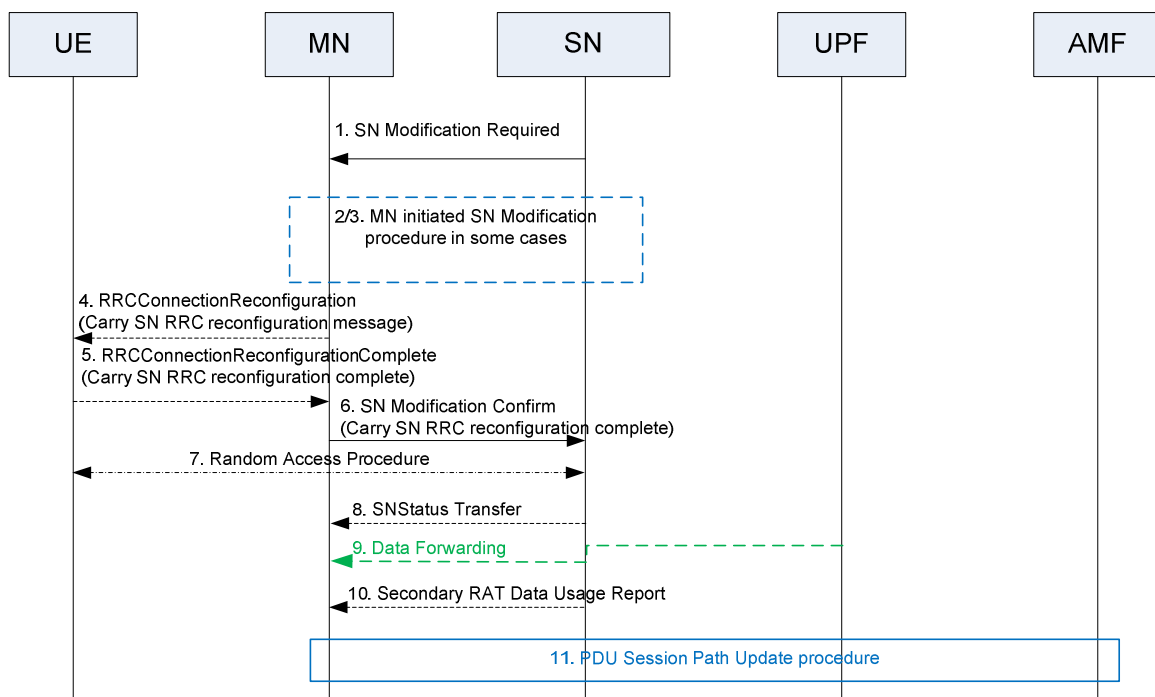 UE
MN
SN
UPF
AMF
1. SN Modification Required
2/3. MN initiated SN Modification
procedure in some cases
4. RRCConnectionReconfiguration
(Carry SN RRC reconfiguration message)
5. RRCConnectionReconfigurationComplete
(Carry SN RRC reconfiguration complete)
6. SN Modification Confirm
(Carry SN RRC reconfiguration complete)
7. Random Access Procedure
8. SNStatus Transfer
9. Data Forwarding
10. Secondary RAT Data Usage Report
11. PDU Session Path Update procedure